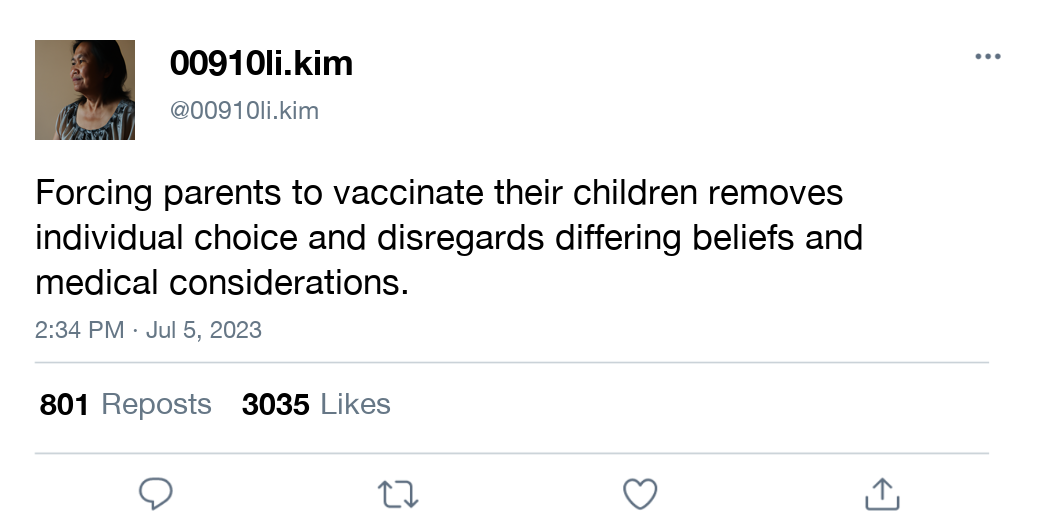 00910li.kim
@00910li.kim
Forcing parents to vaccinate their children removes
individual choice and disregards differing beliefs and
medical considerations.
2:34 PM · Jul 5, 2023
801 Reposts 3035 Likes